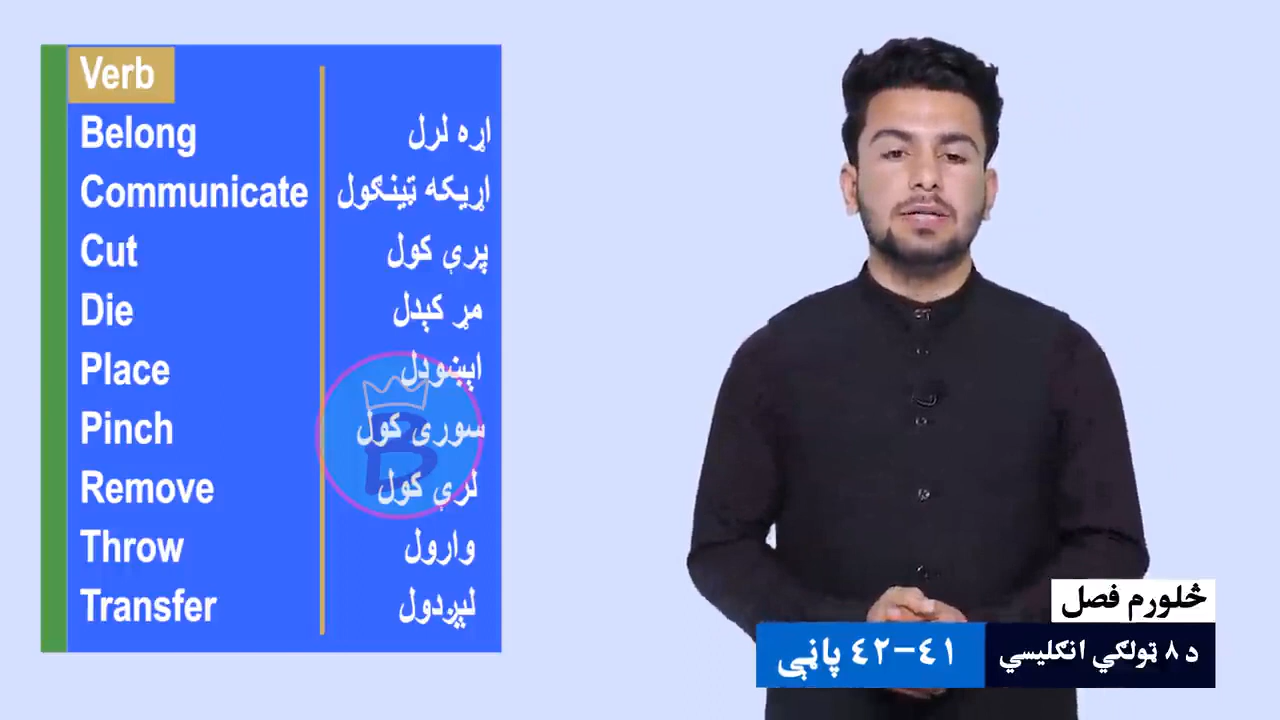 Verb
Belong اړه لرل
Communicate اړیکه ټینګول
Cut پرې کول
Die مړ کېدل
Place اېښودل
Pinch سوری کول
Remove لرې کول
Throw وارول
Transfer لېږدول
څلورم فصل
د ۸ ټولګي انګلیسي
۴۱-۴۲ پاڼې
B